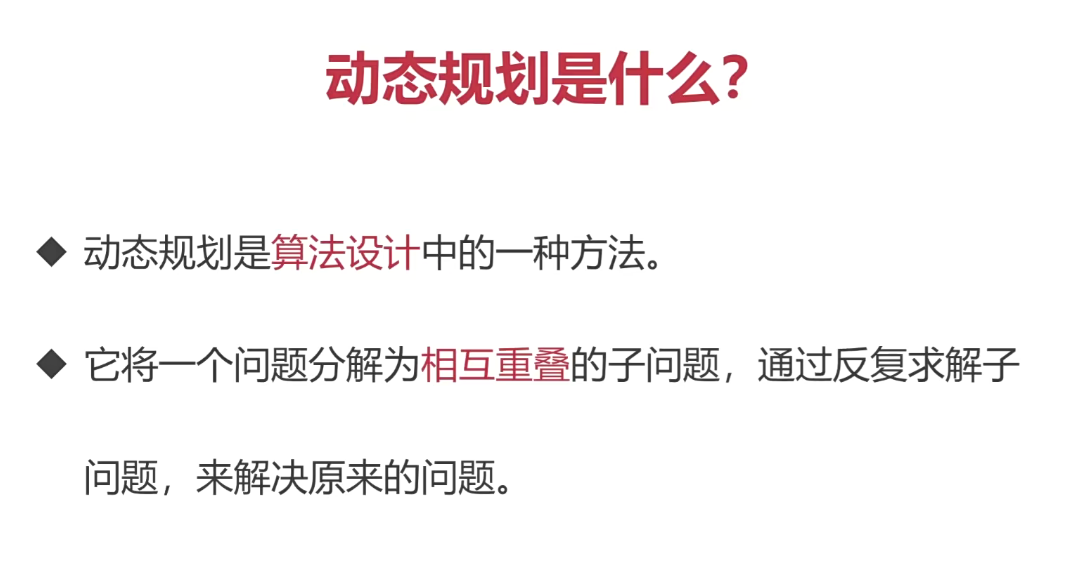 动态规划是什么?
◆ 动态规划是算法设计中的一种方法。
◆ 它将一个问题分解为相互重叠的子问题，通过反复求解子
问题，来解决原来的问题。